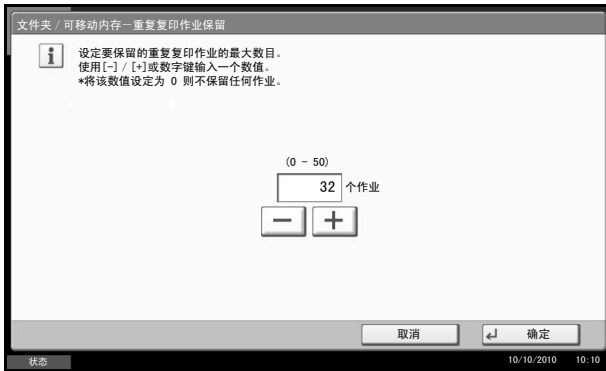 文件夹 / 可移动内存－重复复印作业保留
设定要保留的重复复印作业的最大数目。
使用[-] / [+]或数字键输入一个数值。
*将该数值设定为 0 则不保留任何作业。
(0 - 50)
32 个作业
取消 确定
状态 10/10/2010 10:10